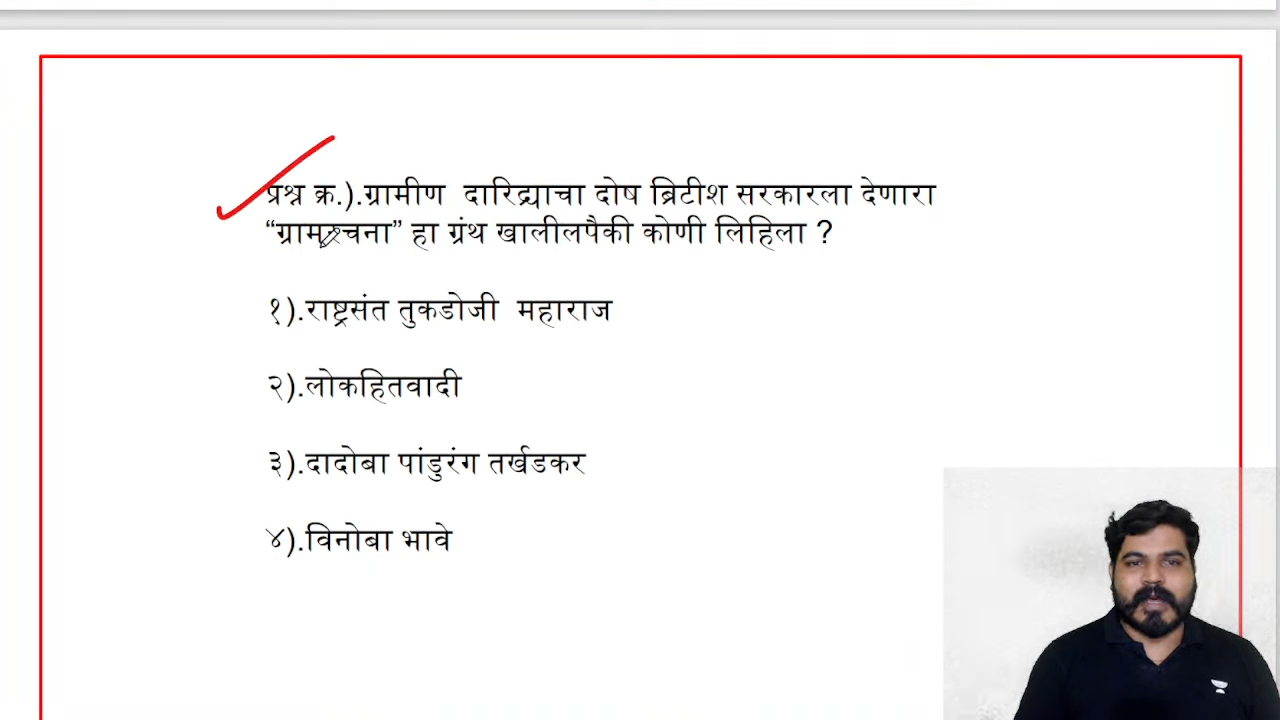 प्रश्न क्र.).ग्रामीण दारिद्र्याचा दोष ब्रिटीश सरकारला देणारा
“ग्रामरचना” हा ग्रंथ खालीलपैकी कोणी लिहिला ?
१).राष्ट्रसंत तुकडोजी महाराज
२).लोकहितवादी
३).दादोबा पांडुरंग तर्खडकर
४).विनोबा भावे